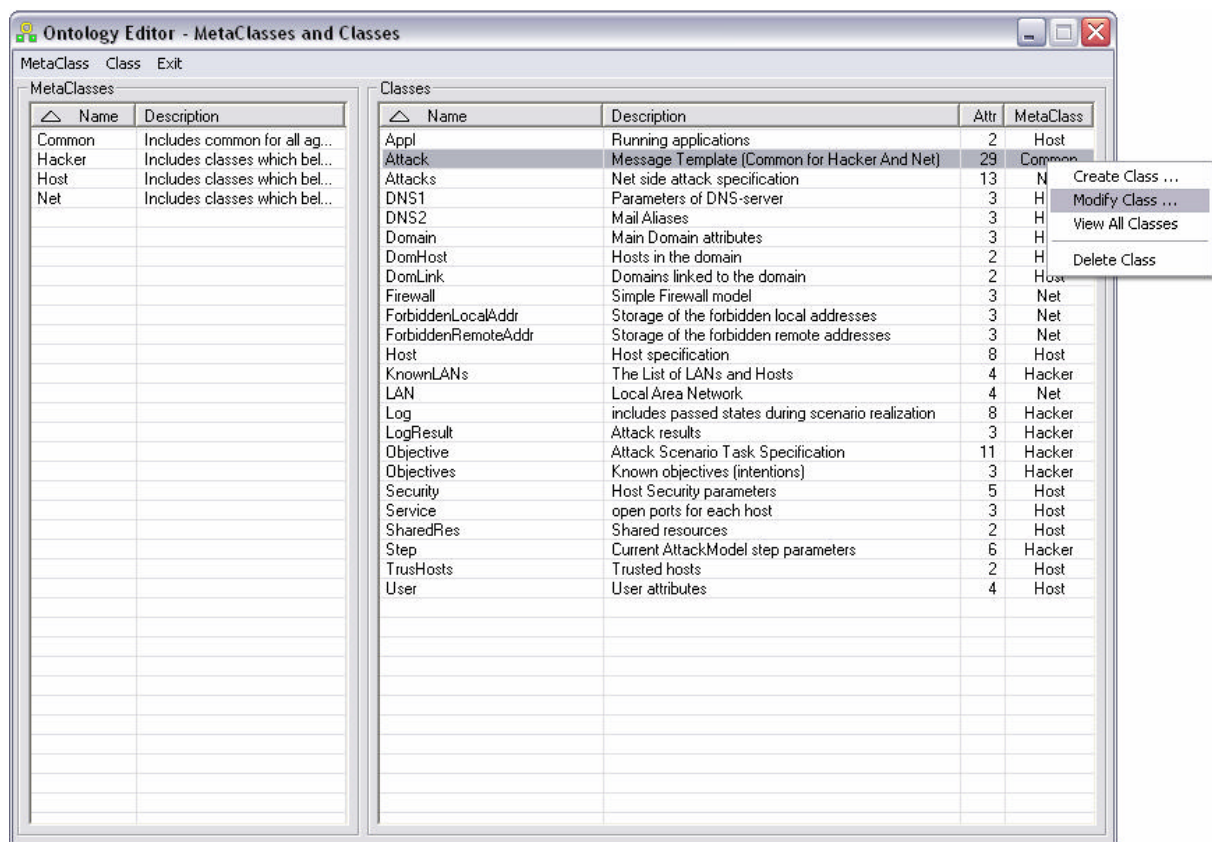 Ontology Editor - MetaClasses and Classes
MetaClass Class Exit
MetaClasses
Name Description
Common Includes common for all ag...
Hacker Includes classes which bel...
Host Includes classes which bel...
Net Includes classes which bel...
Classes
Name Description Attr MetaClass
Appl Running applications 2 Host
Attack Message Template (Common for Hacker And Net) 29 Common
Attacks Net side attack specification 13 N
DNS1 Parameters of DNS-server 3 H
DNS2 Mail Aliases 3 H
Domain Main Domain attributes 3 H
DomHost Hosts in the domain 2 H
DomLink Domains linked to the domain 2 Host
Firewall Simple Firewall model 3 Net
ForbiddenLocalAddr Storage of the forbidden local addresses 3 Net
ForbiddenRemoteAddr Storage of the forbidden remote addresses 3 Net
Host Host specification 8 Host
KnownLANs The List of LANs and Hosts 4 Hacker
LAN Local Area Network 4 Net
Log includes passed states during scenario realization 8 Hacker
LogResult Attack results 3 Hacker
Objective Attack Scenario Task Specification 11 Hacker
Objectives Known objectives (intentions) 3 Hacker
Security Host Security parameters 5 Host
Service open ports for each host 3 Host
SharedRes Shared resources 2 Host
Step Current AttackModel step parameters 6 Hacker
TrusHosts Trusted hosts 2 Host
User User attributes 4 Host
Create Class ...
Modify Class ...
View All Classes
Delete Class